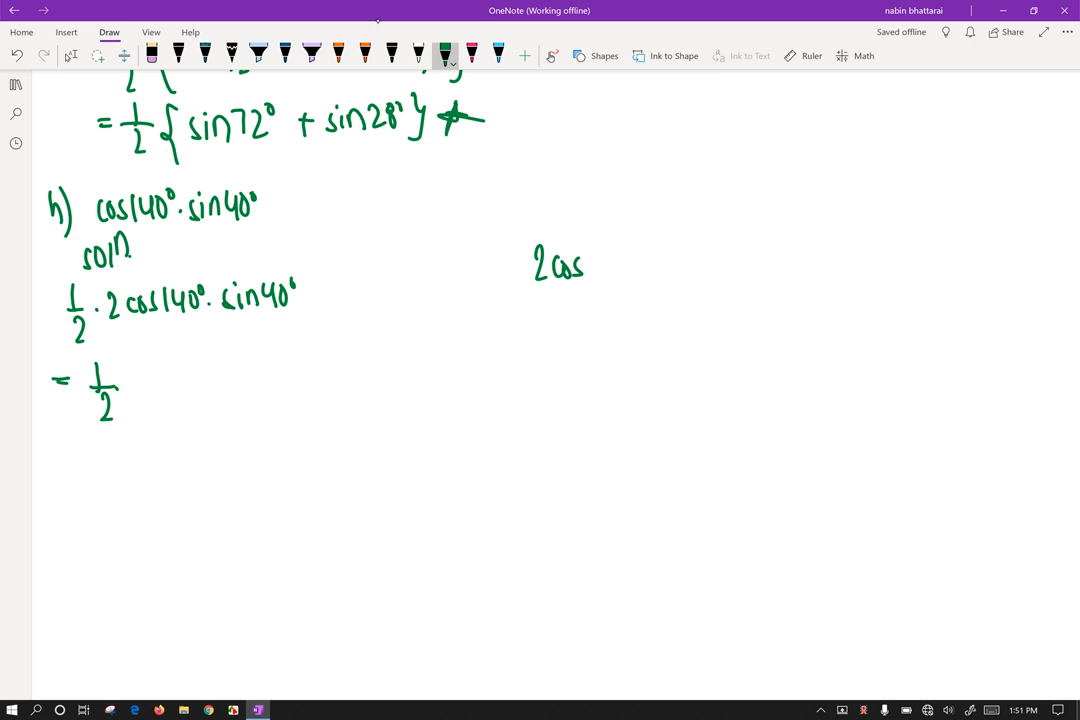 OneNote (Working offline)
nabin bhattarai
Home Insert Draw View Help
Saved offline
Share
Shapes
Ink to Shape
Ink to Text
Ruler
Math
= 1/2 { sin72° + sin28° }
h) cos140° . sin40°
solⁿ.
1/2 . 2 cos140° . sin40°
2cos
= 1/2
1:51 PM